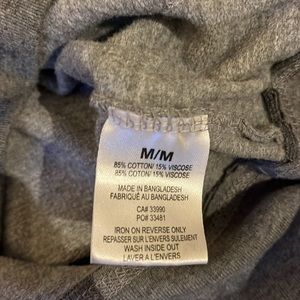 M/M
85% COTTON/ 15% VISCOSE
85% COTON/ 15% VISCOSE
MADE IN BANGLADESH
FABRIQUÉ AU BANGLADESH
CA# 33990
PO# 33481
IRON ON REVERSE ONLY
REPASSER SUR L'ENVERS SULEMENT
WASH INSIDE OUT
LAVER A L'ENVERS